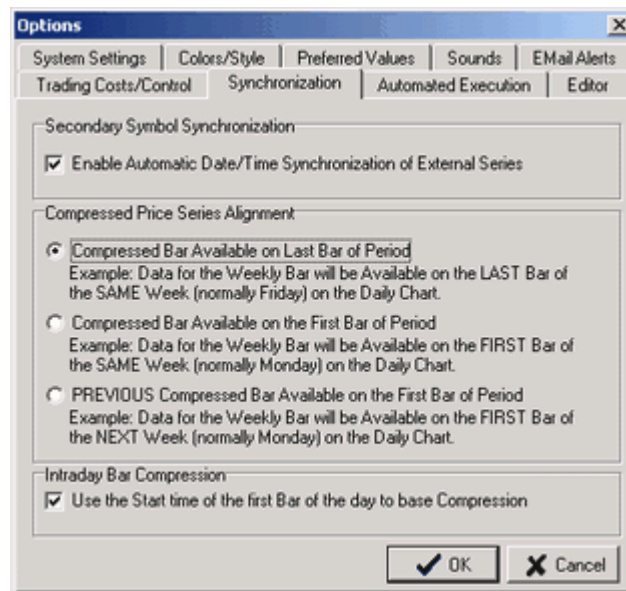 Options
System Settings
Colors/Style
Preferred Values
Sounds
EMail Alerts
Trading Costs/Control
Synchronization
Automated Execution
Editor
Secondary Symbol Synchronization
Enable Automatic Date/Time Synchronization of External Series
Compressed Price Series Alignment
Compressed Bar Available on Last Bar of Period
Example: Data for the Weekly Bar will be Available on the LAST Bar of
the SAME Week (normally Friday) on the Daily Chart.
Compressed Bar Available on the First Bar of Period
Example: Data for the Weekly Bar will be Available on the FIRST Bar of
the SAME Week (normally Monday) on the Daily Chart.
PREVIOUS Compressed Bar Available on the First Bar of Period
Example: Data for the Weekly Bar will be Available on the FIRST Bar of
the NEXT Week (normally Monday) on the Daily Chart.
Intraday Bar Compression
Use the Start time of the first Bar of the day to base Compression
OK
Cancel